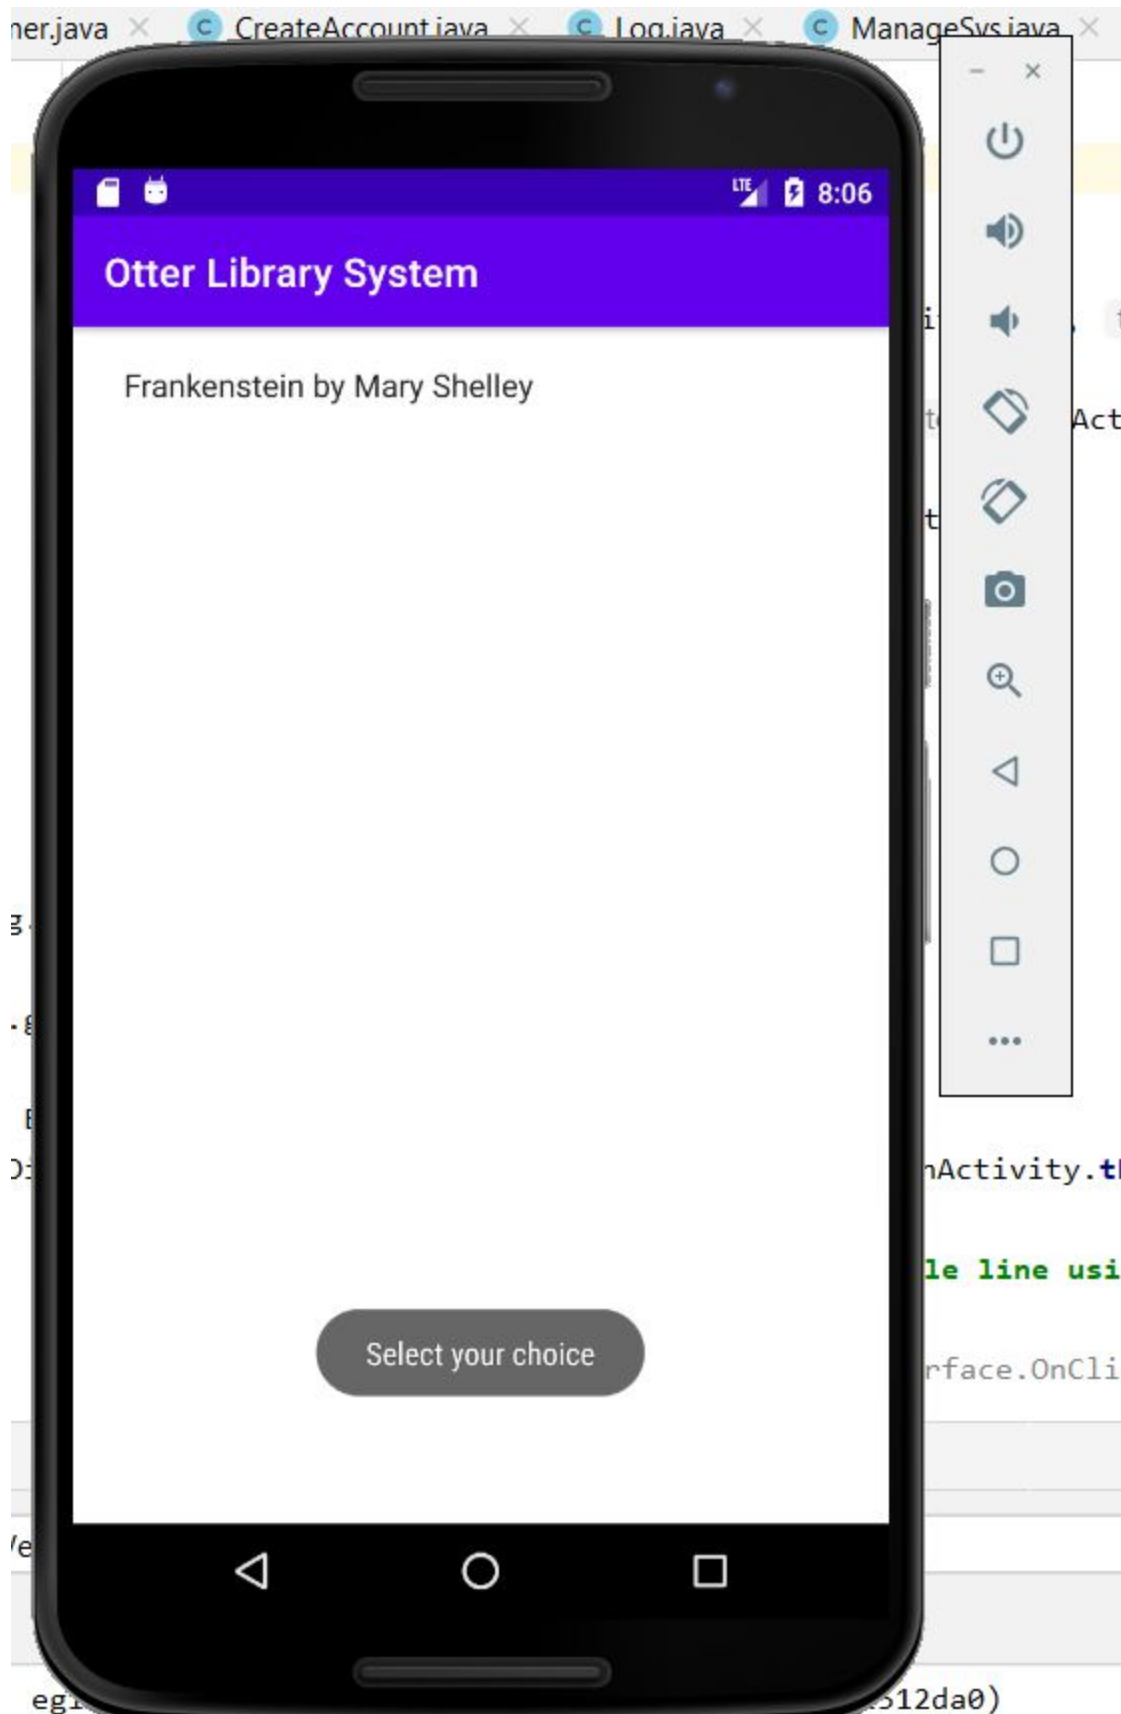 ner.java CreateAccount.java Log.java ManageSys.java
LTE 8:06
Otter Library System
Frankenstein by Mary Shelley
Act
g.
.g
nActivity.
le line usi
Select your choice
rface.OnCli
512da0)